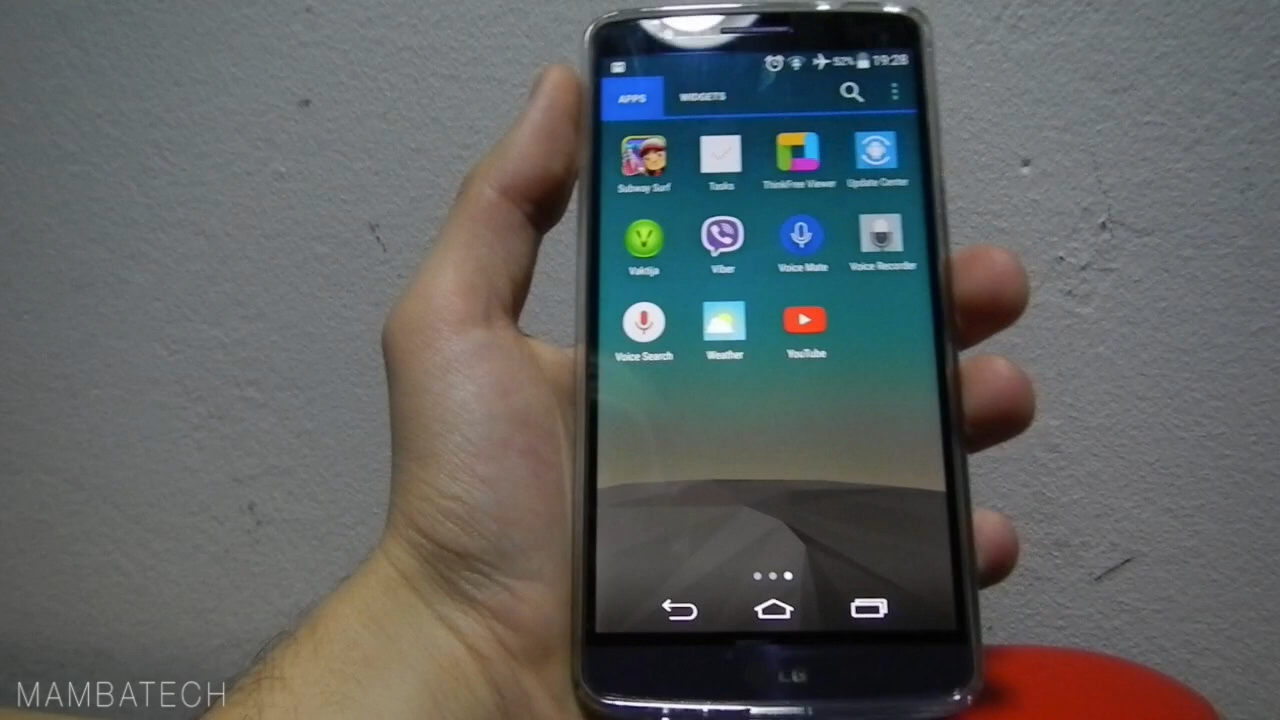 52% 19:28
APPS WIDGETS
Subway Surf Tasks ThinkFree Viewer Update Center
Vaktija Viber Voice Mate Voice Recorder
Voice Search Weather YouTube
LG
MAMBATECH